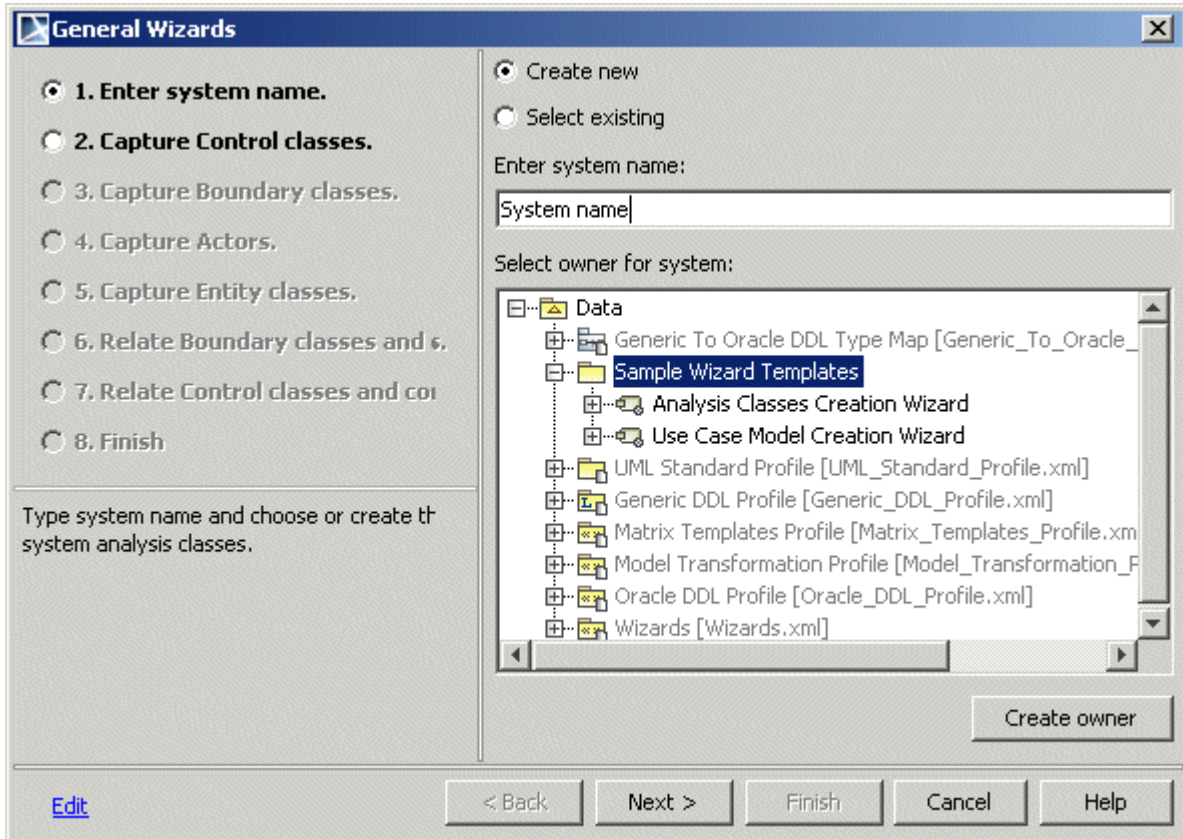 General Wizards
1. Enter system name.
2. Capture Control classes.
3. Capture Boundary classes.
4. Capture Actors.
5. Capture Entity classes.
6. Relate Boundary classes and
7. Relate Control classes and
8. Finish
Type system name and choose or create
system analysis classes.
Create new
Select existing
Enter system name:
System name
Select owner for system:
Data
Generic To Oracle DDL Type Map [Generic_To_Oracle_
Sample Wizard Templates
Analysis Classes Creation Wizard
Use Case Model Creation Wizard
UML Standard Profile [UML_Standard_Profile.xml]
Generic DDL Profile [Generic_DDL_Profile.xml]
Matrix Templates Profile [Matrix_Templates_Profile.xm
Model Transformation Profile [Model_Transformation_P
Oracle DDL Profile [Oracle_DDL_Profile.xml]
Wizards [Wizards.xml]
Create owner
Edit
< Back
Next >
Finish
Cancel
Help